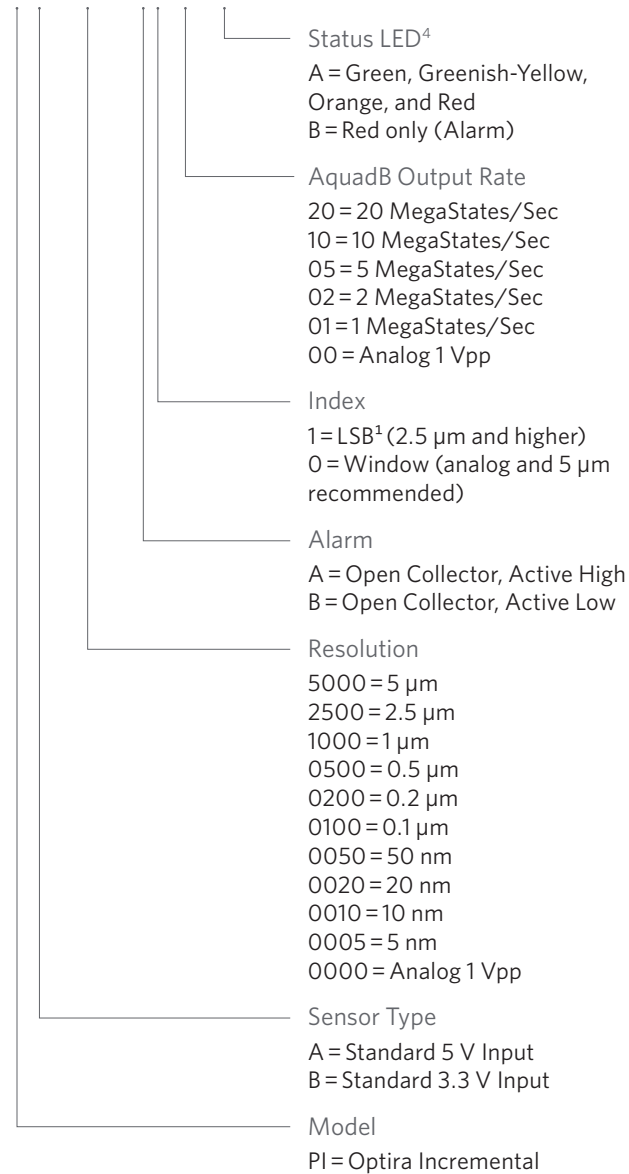 Status LED⁴
A = Green, Greenish-Yellow,
Orange, and Red
B = Red only (Alarm)
AquadB Output Rate
20 = 20 MegaStates/Sec
10 = 10 MegaStates/Sec
05 = 5 MegaStates/Sec
02 = 2 MegaStates/Sec
01 = 1 MegaStates/Sec
00 = Analog 1 Vpp
Index
1 = LSB¹ (2.5 µm and higher)
0 = Window (analog and 5 µm
recommended)
Alarm
A = Open Collector, Active High
B = Open Collector, Active Low
Resolution
5000 = 5 µm
2500 = 2.5 µm
1000 = 1 µm
0500 = 0.5 µm
0200 = 0.2 µm
0100 = 0.1 µm
0050 = 50 nm
0020 = 20 nm
0010 = 10 nm
0005 = 5 nm
0000 = Analog 1 Vpp
Sensor Type
A = Standard 5 V Input
B = Standard 3.3 V Input
Model
PI = Optira Incremental